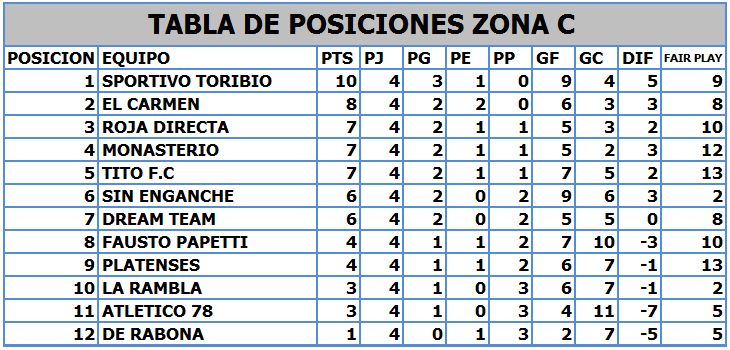 TABLA DE POSICIONES ZONA C
POSICION EQUIPO PTS PJ PG PE PP GF GC DIF FAIR PLAY
1 SPORTIVO TORIBIO 10 4 3 1 0 9 4 5 9
2 EL CARMEN 8 4 2 2 0 6 3 3 8
3 ROJA DIRECTA 7 4 2 1 1 5 3 2 10
4 MONASTERIO 7 4 2 1 1 5 2 3 12
5 TITO F.C 7 4 2 1 1 7 5 2 13
6 SIN ENGANCHE 6 4 2 0 2 9 6 3 2
7 DREAM TEAM 6 4 2 0 2 5 5 0 8
8 FAUSTO PAPETTI 4 4 1 1 2 7 10 -3 10
9 PLATENSES 4 4 1 1 2 6 7 -1 13
10 LA RAMBLA 3 4 1 0 3 6 7 -1 2
11 ATLETICO 78 3 4 1 0 3 4 11 -7 5
12 DE RABONA 1 4 0 1 3 2 7 -5 5